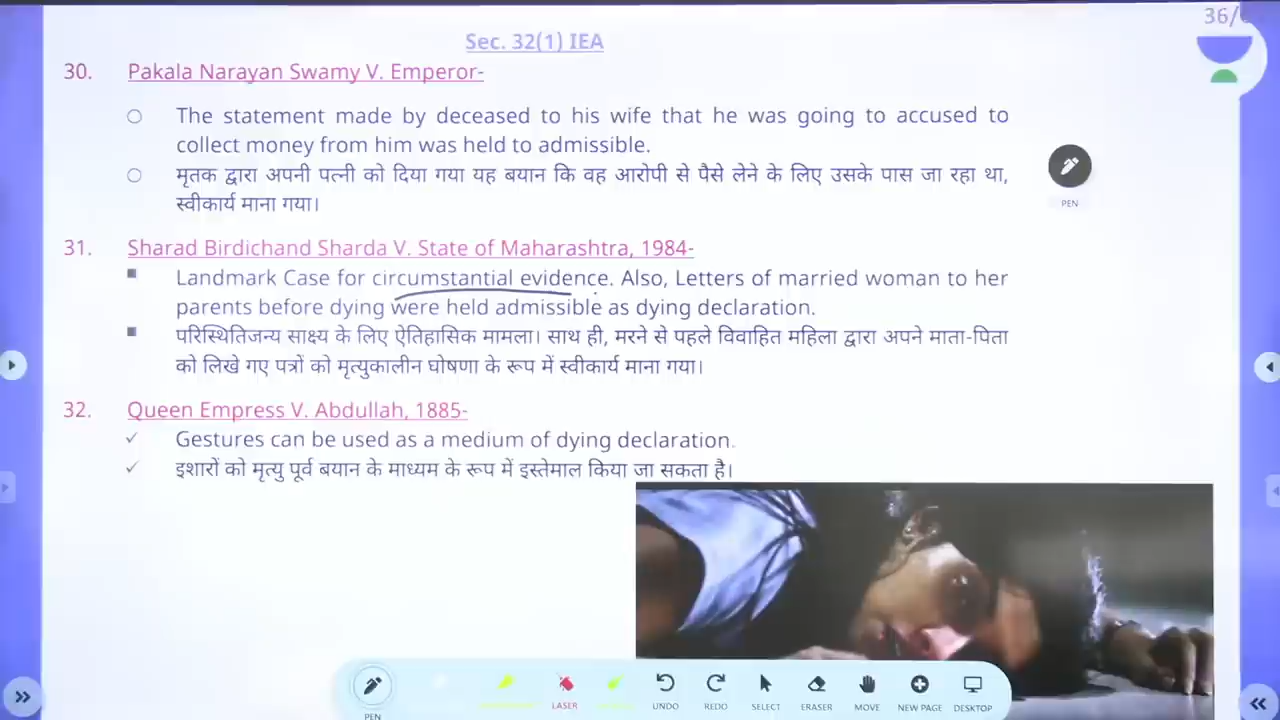 36/
Sec. 32(1) IEA
30. Pakala Narayan Swamy V. Emperor-
The statement made by deceased to his wife that he was going to accused to
collect money from him was held to admissible.
मृतक द्वारा अपनी पत्नी को दिया गया यह बयान कि वह आरोपी से पैसे लेने के लिए उसके पास जा रहा था,
स्वीकार्य माना गया।
PEN
31. Sharad Birdichand Sharda V. State of Maharashtra, 1984-
Landmark Case for circumstantial evidence. Also, Letters of married woman to her
parents before dying were held admissible as dying declaration.
परिस्थितिजन्य साक्ष्य के लिए ऐतिहासिक मामला। साथ ही, मरने से पहले विवाहित महिला द्वारा अपने माता-पिता
को लिखे गए पत्रों को मृत्युकालीन घोषणा के रूप में स्वीकार्य माना गया।
32. Queen Empress V. Abdullah, 1885-
Gestures can be used as a medium of dying declaration.
इशारों को मृत्यु पूर्व बयान के माध्यम के रूप में इस्तेमाल किया जा सकता है।
PEN LASER UNDO REDO SELECT ERASER MOVE NEW PAGE DESKTOP